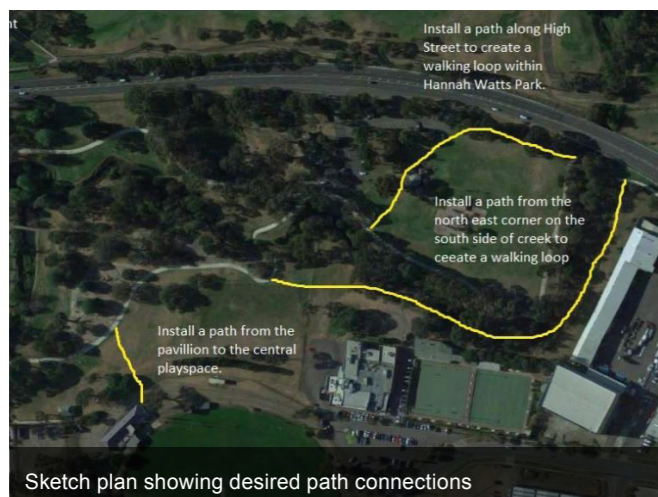 nt
Install a path along High
Street to create a
walking loop within
Hannah Watts Park.
Install a path from the
north east corner on the
south side of creek to
ceeate a walking loop
Install a path from the
pavillion to the central
playspace.
Sketch plan showing desired path connections